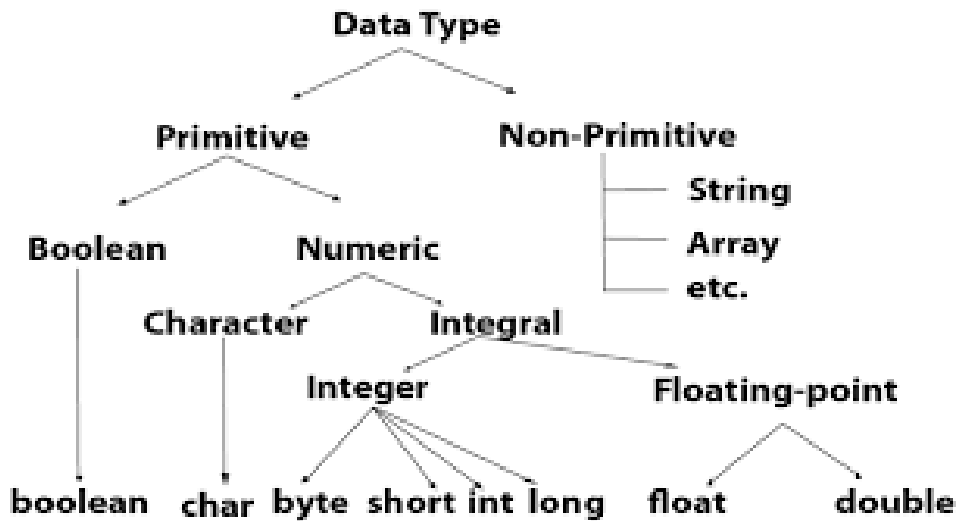 Data Type
Primitive
Non-Primitive
String
Array
etc.
Boolean
Numeric
Character
Integral
Integer
Floating-point
boolean
char
byte
short
int
long
float
double